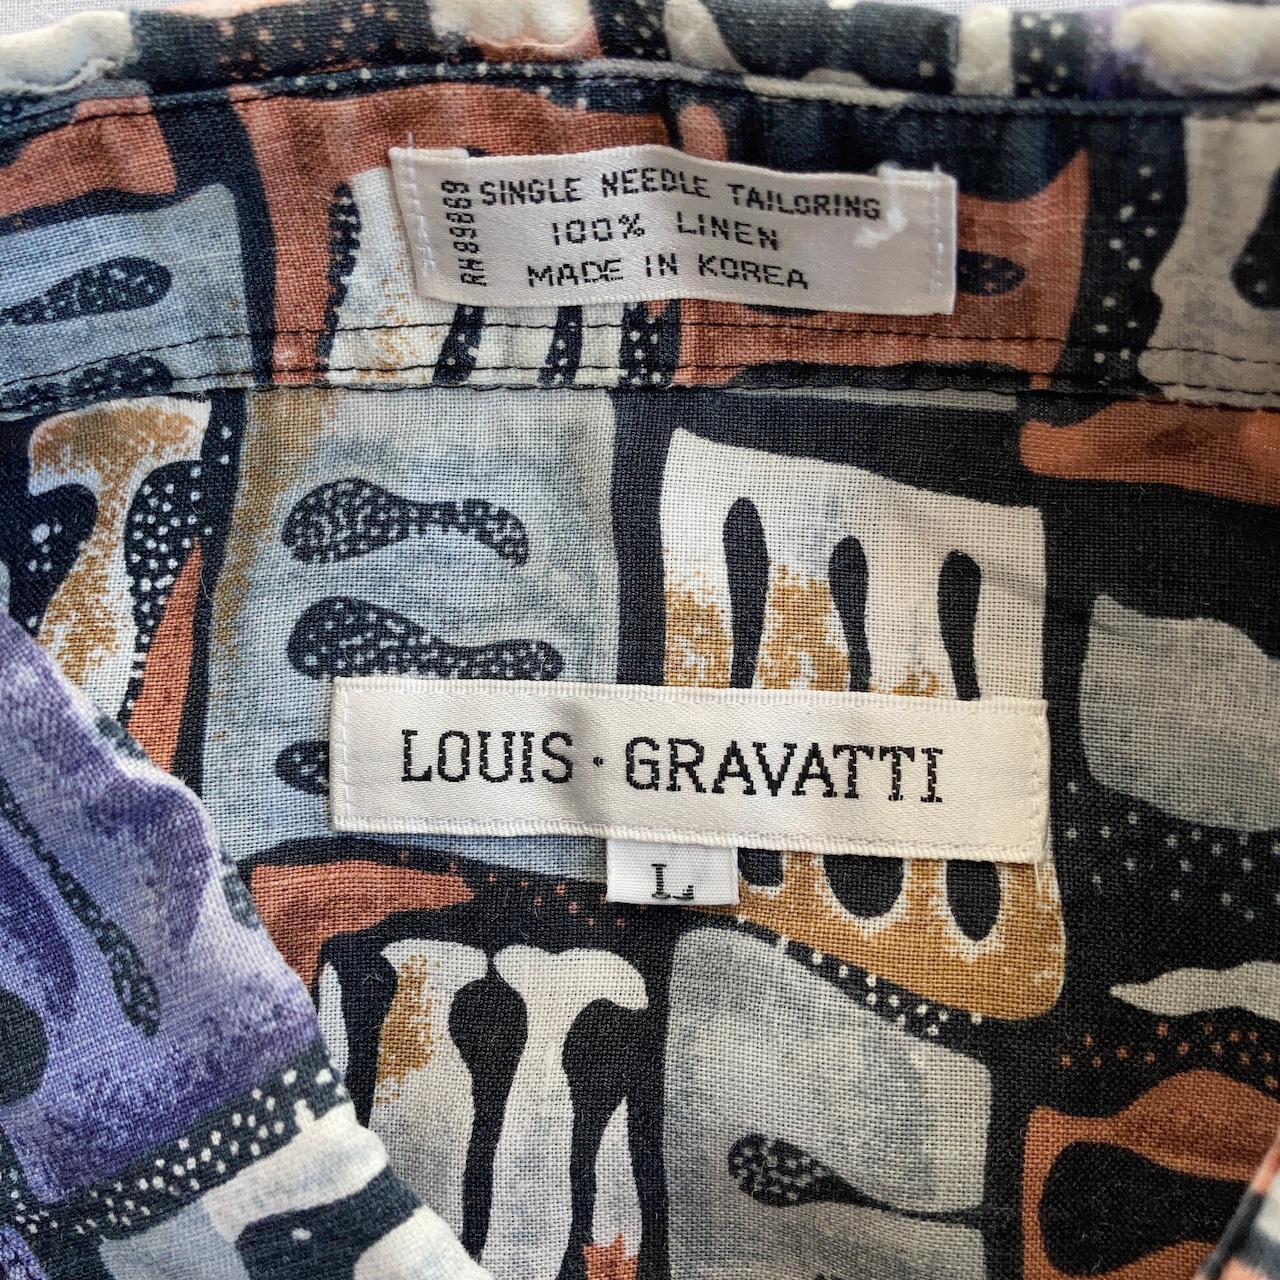 RN 89869
SINGLE NEEDLE TAILORING
100% LINEN
MADE IN KOREA
LOUIS · GRAVATTI
L